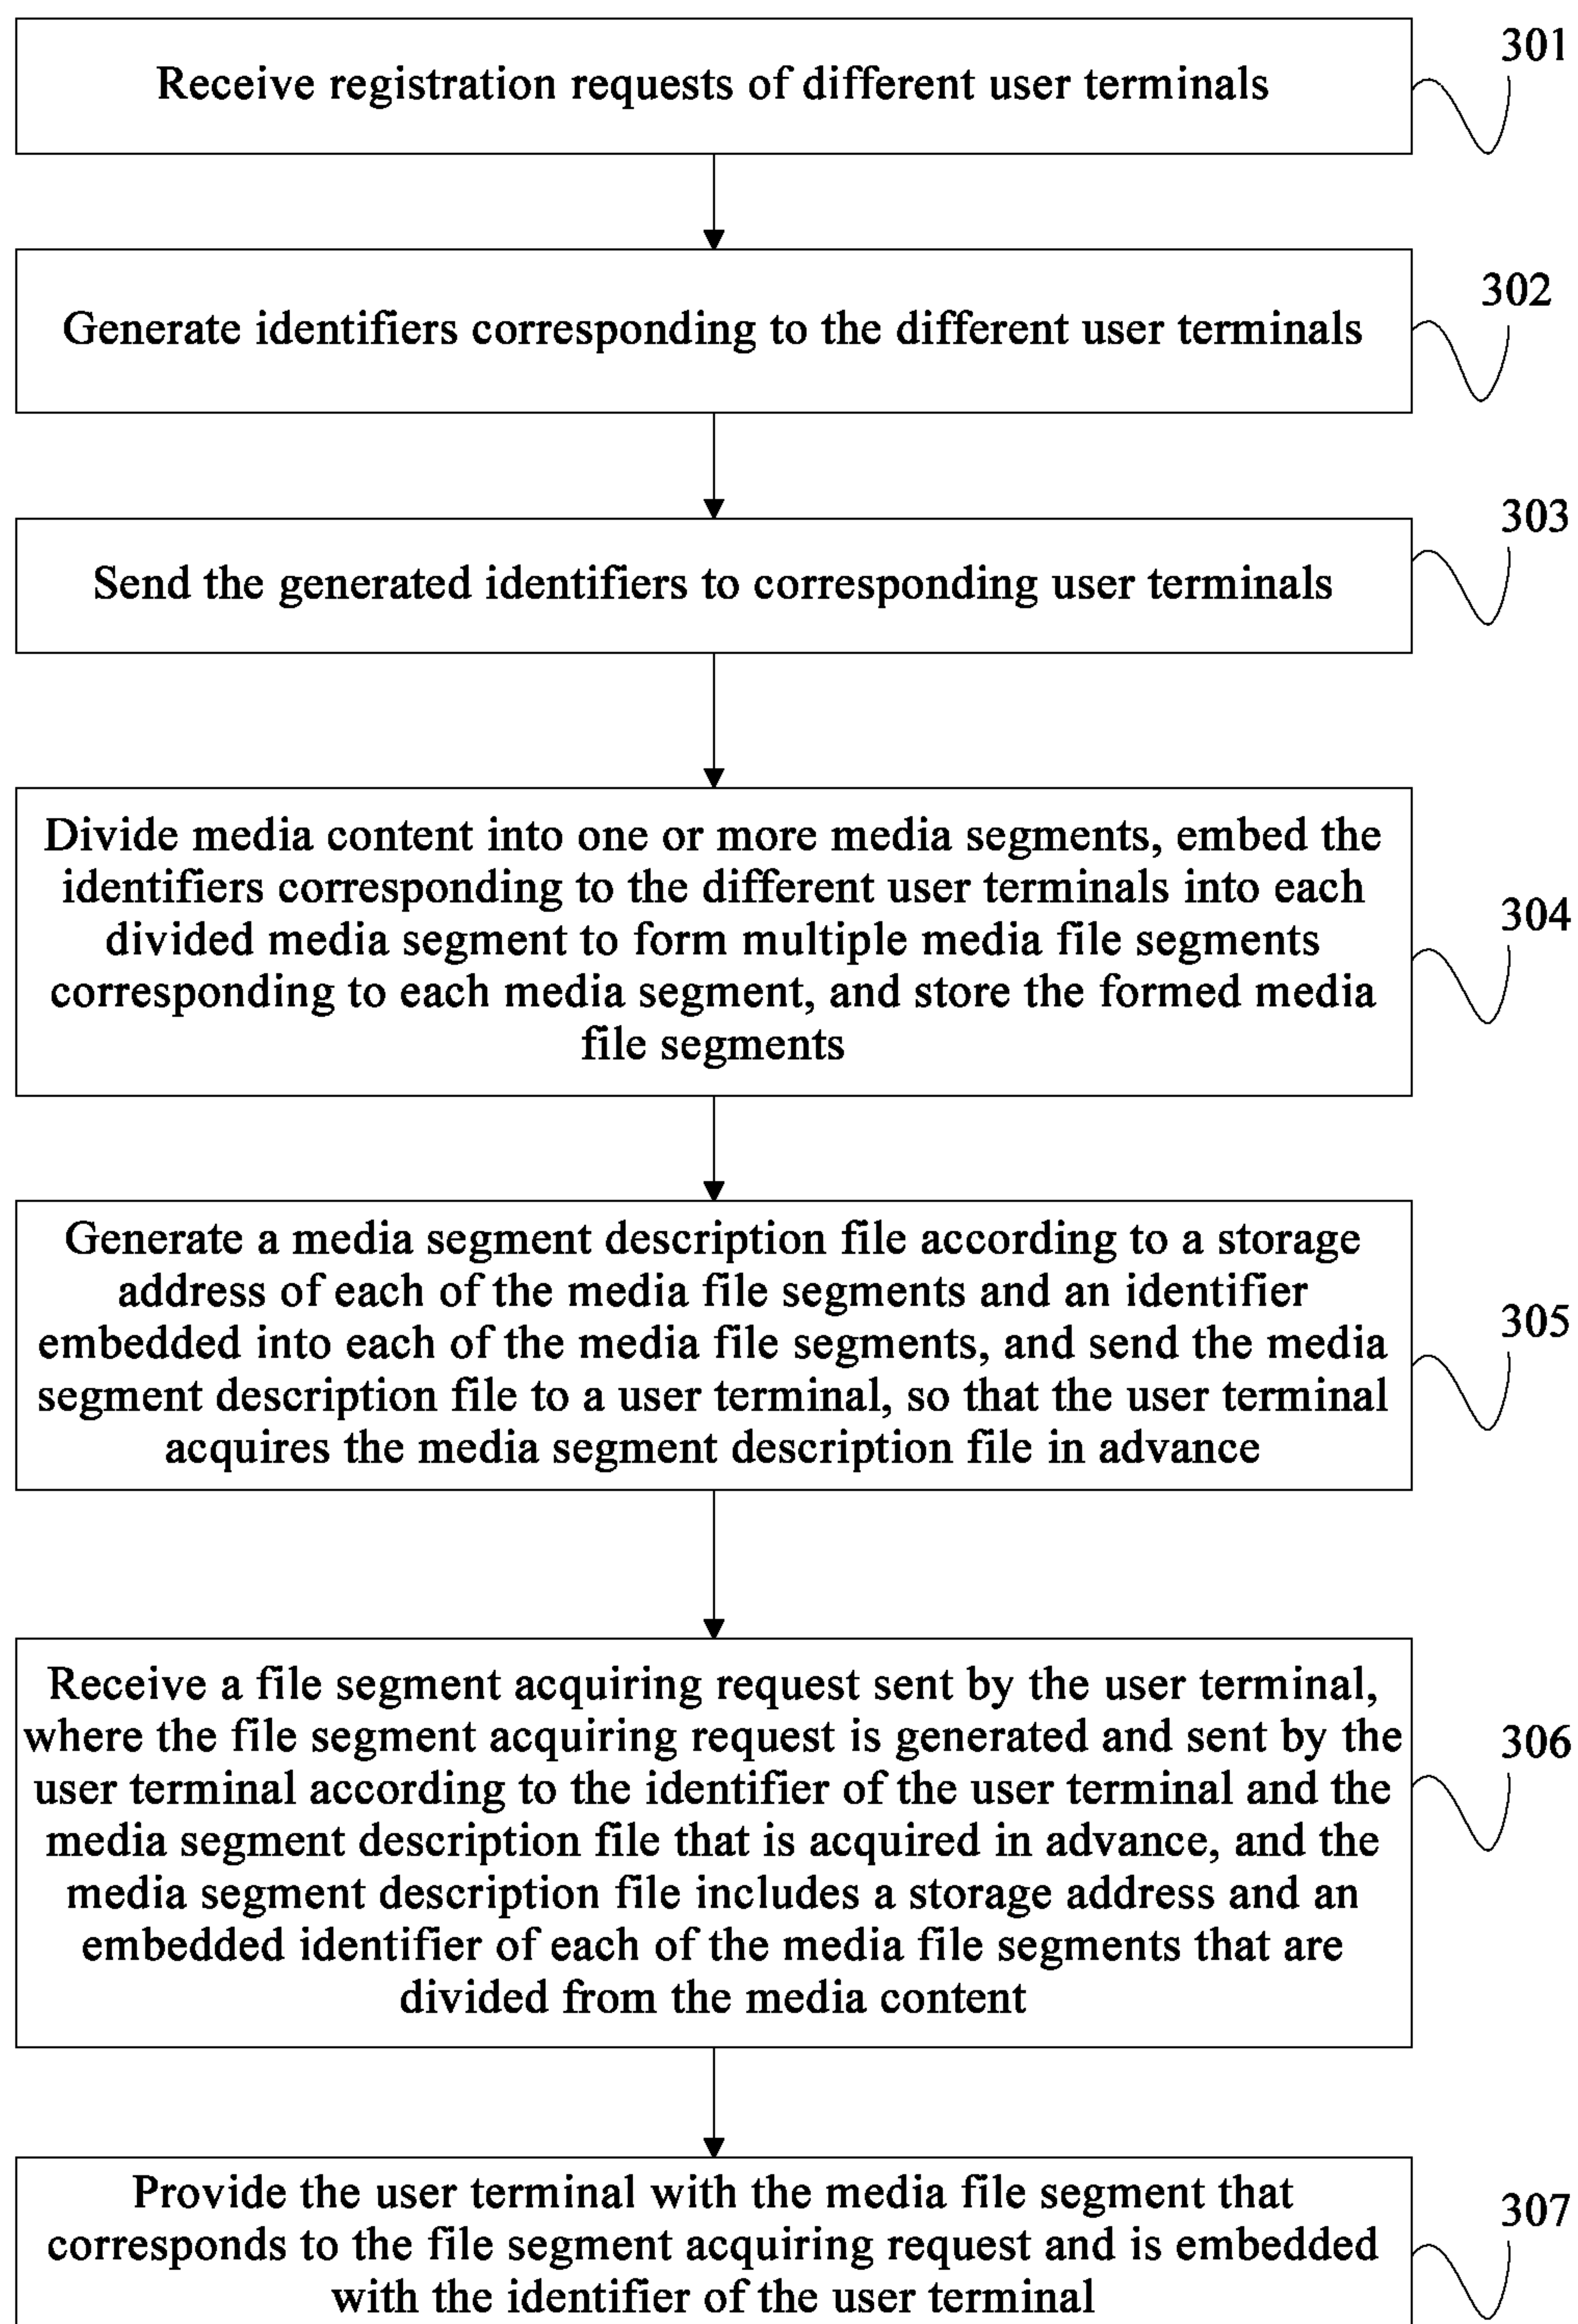 Receive registration requests of different user terminals
301
Generate identifiers corresponding to the different user terminals
302
Send the generated identifiers to corresponding user terminals
303
Divide media content into one or more media segments, embed the
identifiers corresponding to the different user terminals into each
divided media segment to form multiple media file segments
corresponding to each media segment, and store the formed media
file segments
304
Generate a media segment description file according to a storage
address of each of the media file segments and an identifier
embedded into each of the media file segments, and send the media
segment description file to a user terminal, so that the user terminal
acquires the media segment description file in advance
305
Receive a file segment acquiring request sent by the user terminal,
where the file segment acquiring request is generated and sent by the
user terminal according to the identifier of the user terminal and the
media segment description file that is acquired in advance, and the
media segment description file includes a storage address and an
embedded identifier of each of the media file segments that are
divided from the media content
306
Provide the user terminal with the media file segment that
corresponds to the file segment acquiring request and is embedded
with the identifier of the user terminal
307